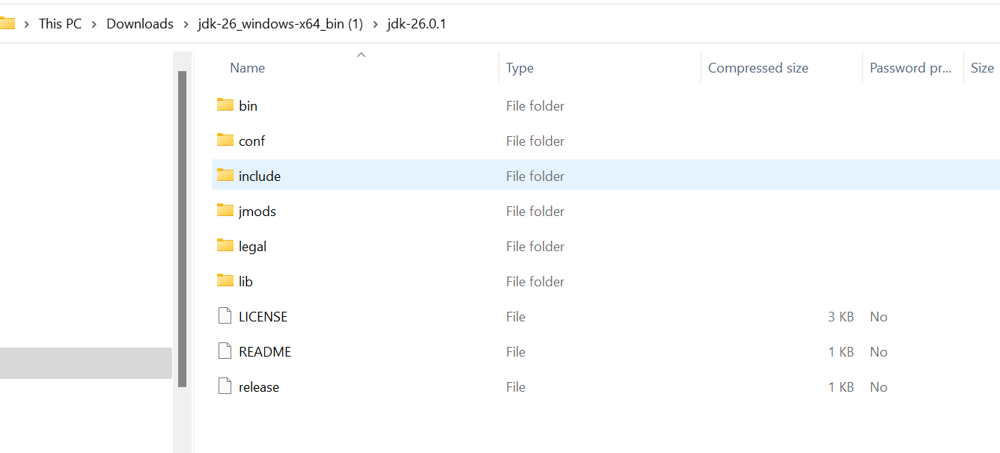 This PC > Downloads > jdk-26_windows-x64_bin (1) > jdk-26.0.1
Name Type Compressed size Password pr... Size
bin File folder
conf File folder
include File folder
jmods File folder
legal File folder
lib File folder
LICENSE File 3 KB No
README File 1 KB No
release File 1 KB No